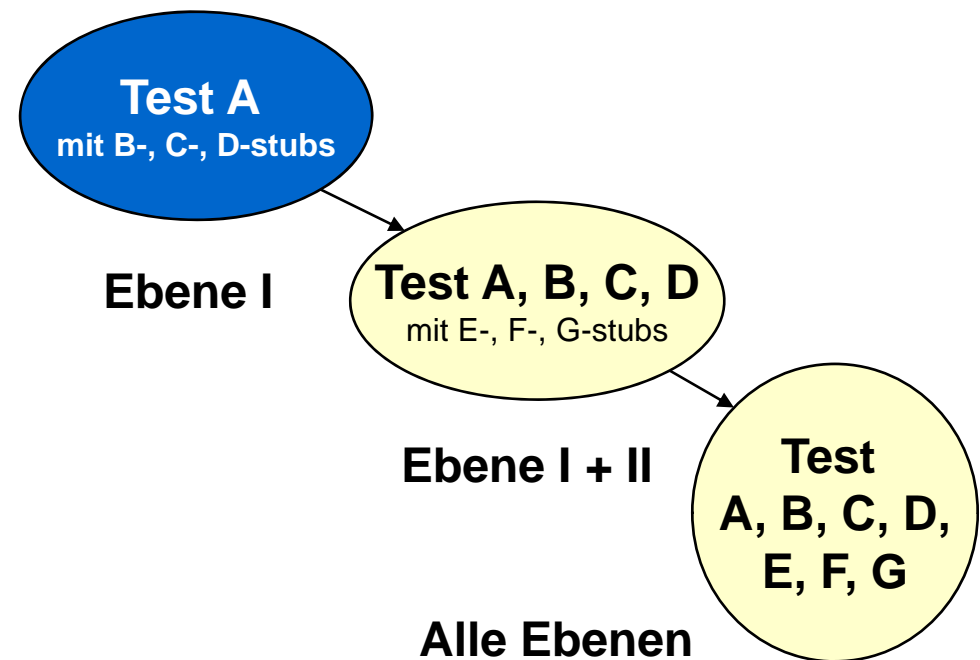 Test A
mit B-, C-, D-stubs
Ebene I
Test A, B, C, D
mit E-, F-, G-stubs
Ebene I + II
Test
A, B, C, D,
E, F, G
Alle Ebenen